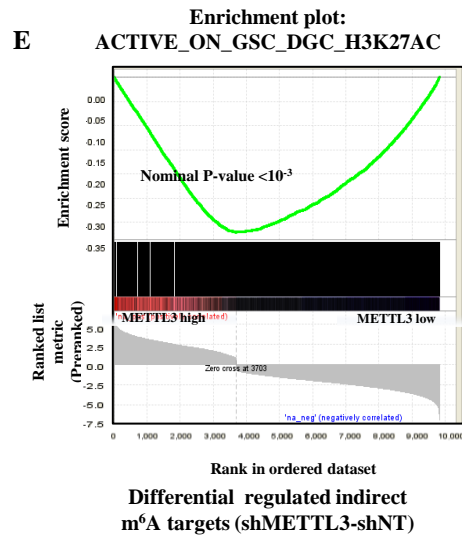 E
Enrichment plot:
ACTIVE_ON_GSC_DGC_H3K27AC
Enrichment score
0.00
-0.05
-0.10
-0.15
-0.20
-0.25
-0.30
-0.35
Nominal P-value <10⁻³
METTL3 high
METTL3 low
(positively correlated)
Ranked list
metric
(Preranked)
5.0
2.5
0.0
-2.5
-5.0
-7.5
Zero cross at 3703
'na_neg' (negatively correlated)
0 1,000 2,000 3,000 4,000 5,000 6,000 7,000 8,000 9,000 10,000
Rank in ordered dataset
Differential regulated indirect
m⁶A targets (shMETTL3-shNT)